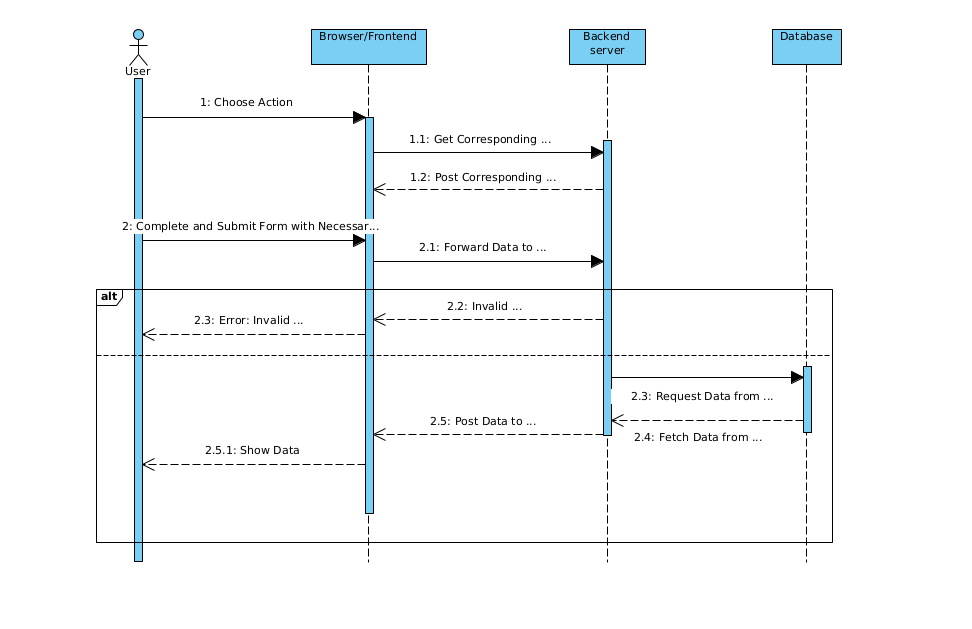 Browser/Frontend
Backend
server
Database
User
1: Choose Action
1.1: Get Corresponding ...
1.2: Post Corresponding ...
2: Complete and Submit Form with Necessar...
2.1: Forward Data to ...
alt
2.2: Invalid ...
2.3: Error: Invalid ...
2.3: Request Data from ...
2.5: Post Data to ...
2.4: Fetch Data from ...
2.5.1: Show Data